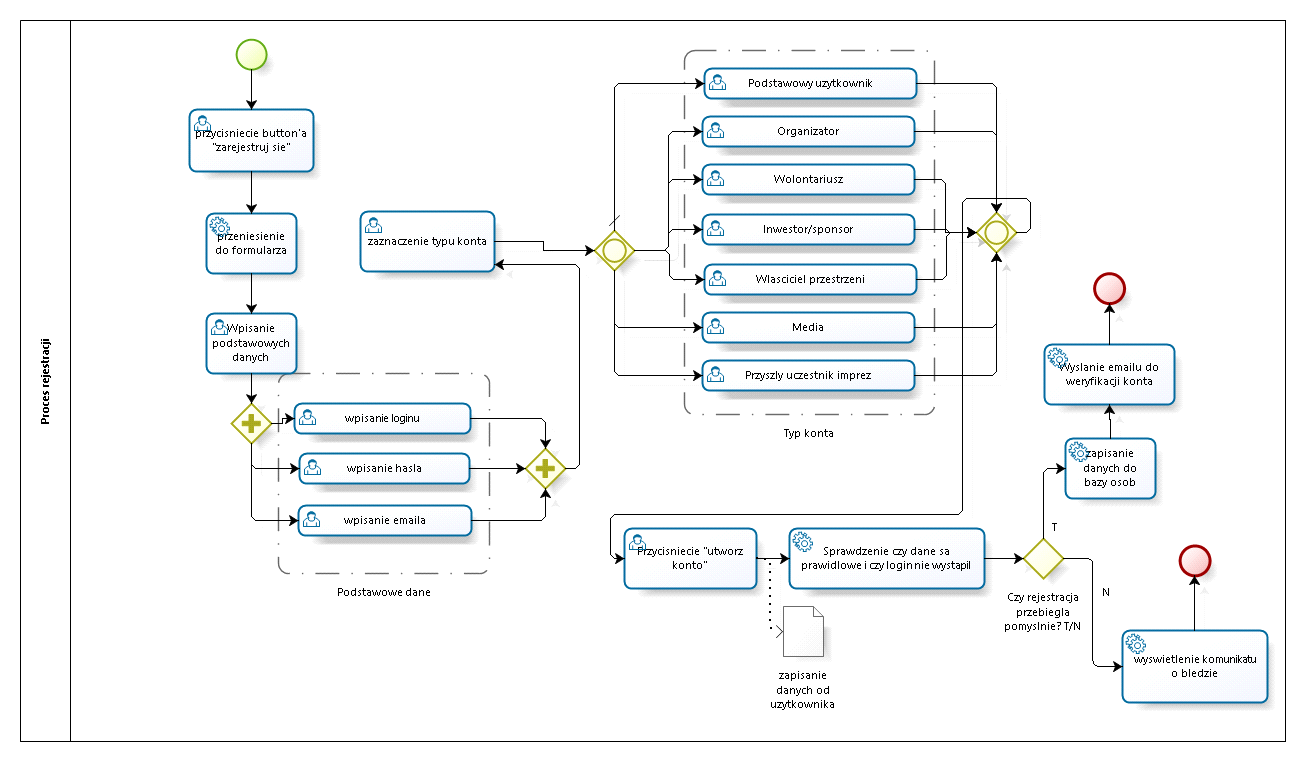 Proces rejestracji
przycisniecie button'a
"zarejestruj sie"
przeniesienie
do formularza
Wpisanie
podstawowych
danych
wpisanie loginu
wpisanie hasla
wpisanie emaila
Podstawowe dane
zaznaczenie typu konta
Podstawowy uzytkownik
Organizator
Wolontariusz
Inwestor/sponsor
Wlasciciel przestrzeni
Media
Przyszly uczestnik imprez
Typ konta
Przycisniecie "utworz
konto"
zapisanie
danych od
uzytkownika
Sprawdzenie czy dane sa
prawidlowe i czy login nie wystapil
Czy rejestracja
przebiegla
pomyslnie? T/N
T
zapisanie
danych do
bazy osob
Wyslanie emailu do
weryfikacji konta
N
wyswietlenie komunikatu
o bledzie